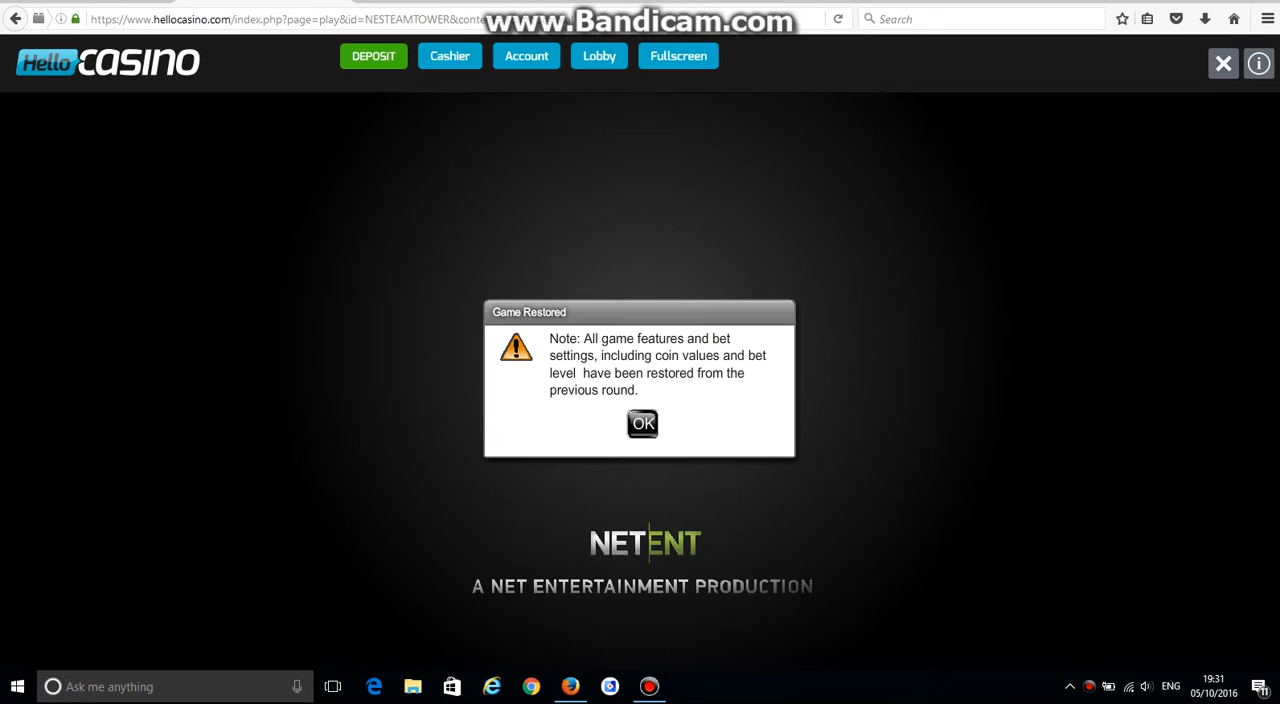 www.Bandicam.com
https://www.hellocasino.com/index.php?page=play&id=NESTEAMTOWER&conte
Search
Hello casino
DEPOSIT
Cashier
Account
Lobby
Fullscreen
Game Restored
Note: All game features and bet
settings, including coin values and bet
level have been restored from the
previous round.
OK
NETENT
A NET ENTERTAINMENT PRODUCTION
Ask me anything
ENG
19:31
05/10/2016
11